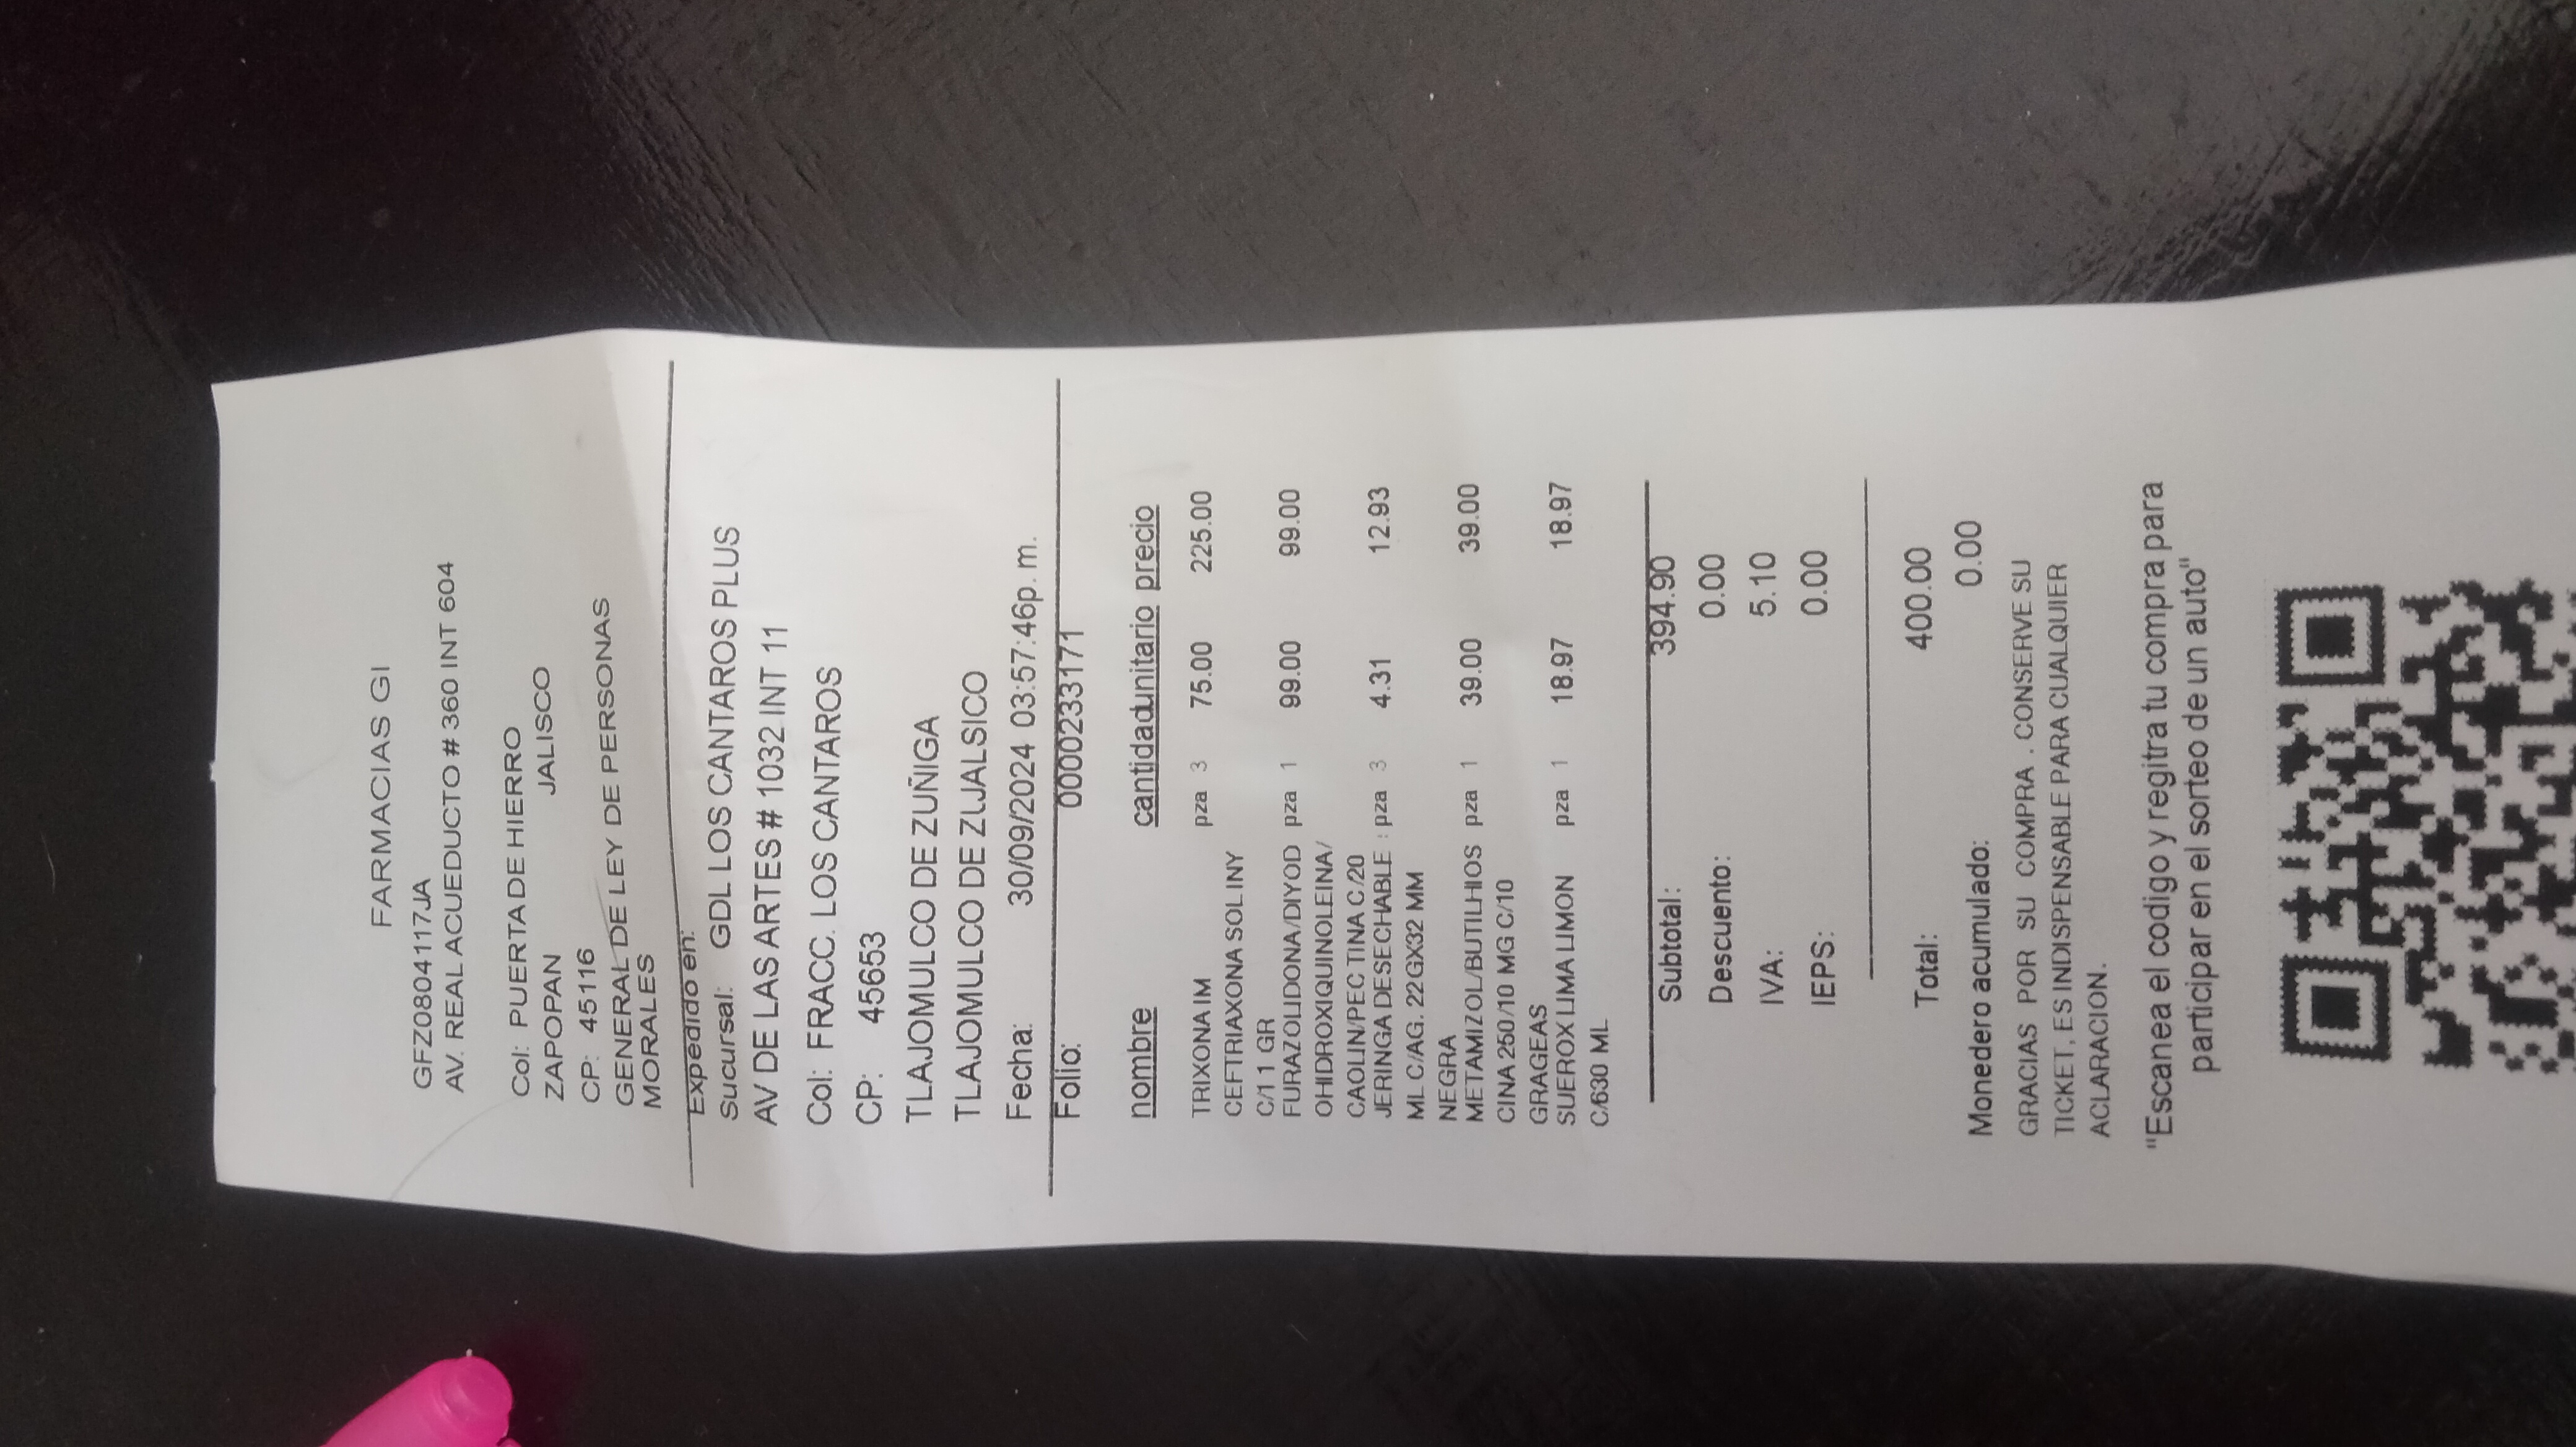 FARMACIAS GI
GFZ0804117JA
AV. REAL ACUEDUCTO # 360 INT 604
Col: PUERTA DE HIERRO
ZAPOPAN JALISCO
CP: 45116
GENERAL DE LEY DE PERSONAS
MORALES
Expedido en:
Sucursal: GDL LOS CANTAROS PLUS
AV DE LAS ARTES # 1032 INT 11
Col: FRACC. LOS CANTAROS
CP: 45653
TLAJOMULCO DE ZUÑIGA
TLAJOMULCO DE ZUJALSICO
Fecha: 30/09/2024 03:57:46p. m.
Folio: 0000233171
nombre cantidadunitario precio
TRIXONA IM pza 3 75.00 225.00
CEFTRIAXONA SOL INY
C/1 1 GR
FURAZOLIDONA/DIYOD pza 1 99.00 99.00
OHIDROXIQUINOLEINA/
CAOLIN/PECTINA C/20
JERINGA DESECHABLE : pza 3 4.31 12.93
ML C/AG. 22GX32 MM
NEGRA
METAMIZOL/BUTILHIOS pza 1 39.00 39.00
CINA 250/10 MG C/10
GRAGEAS
SUEROX LIMA LIMON pza 1 18.97 18.97
C/630 ML
Subtotal: 394.90
Descuento: 0.00
IVA: 5.10
IEPS: 0.00
Total: 400.00
Monedero acumulado: 0.00
GRACIAS POR SU COMPRA . CONSERVE SU
TICKET, ES INDISPENSABLE PARA CUALQUIER
ACLARACION.
"Escanea el codigo y regitra tu compra para
participar en el sorteo de un auto"